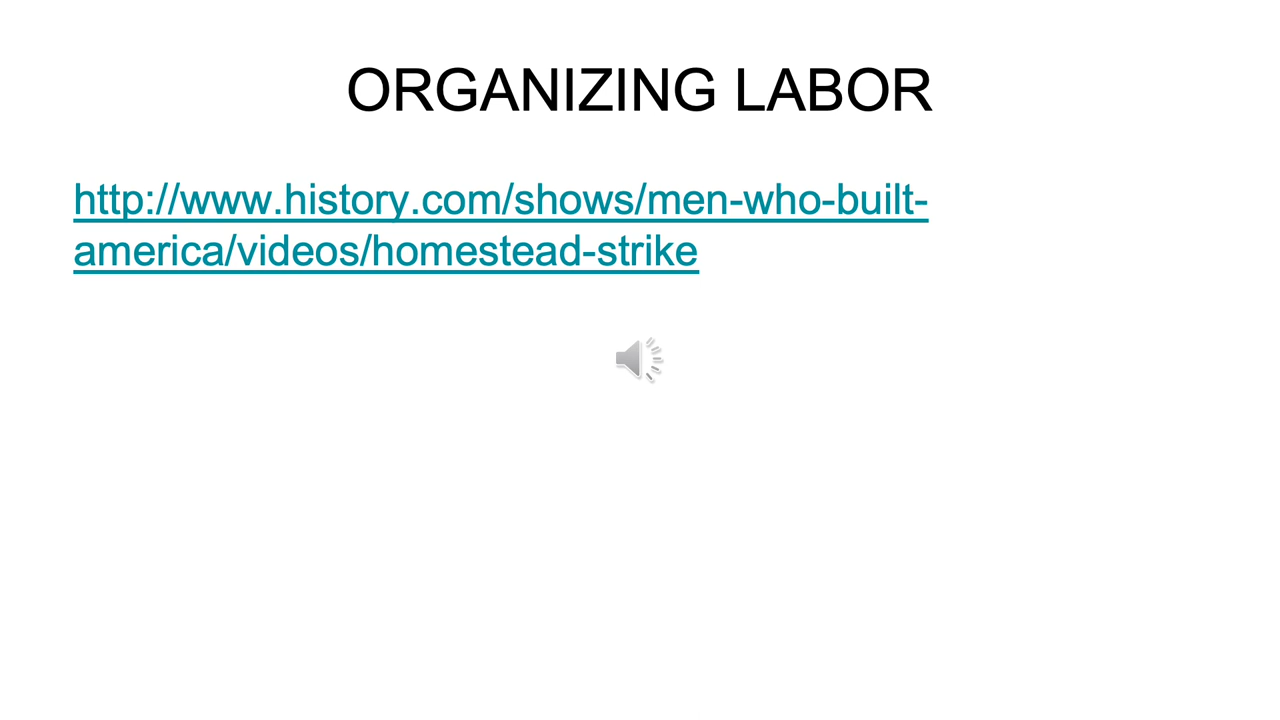 ORGANIZING LABOR
http://www.history.com/shows/men-who-built-
america/videos/homestead-strike